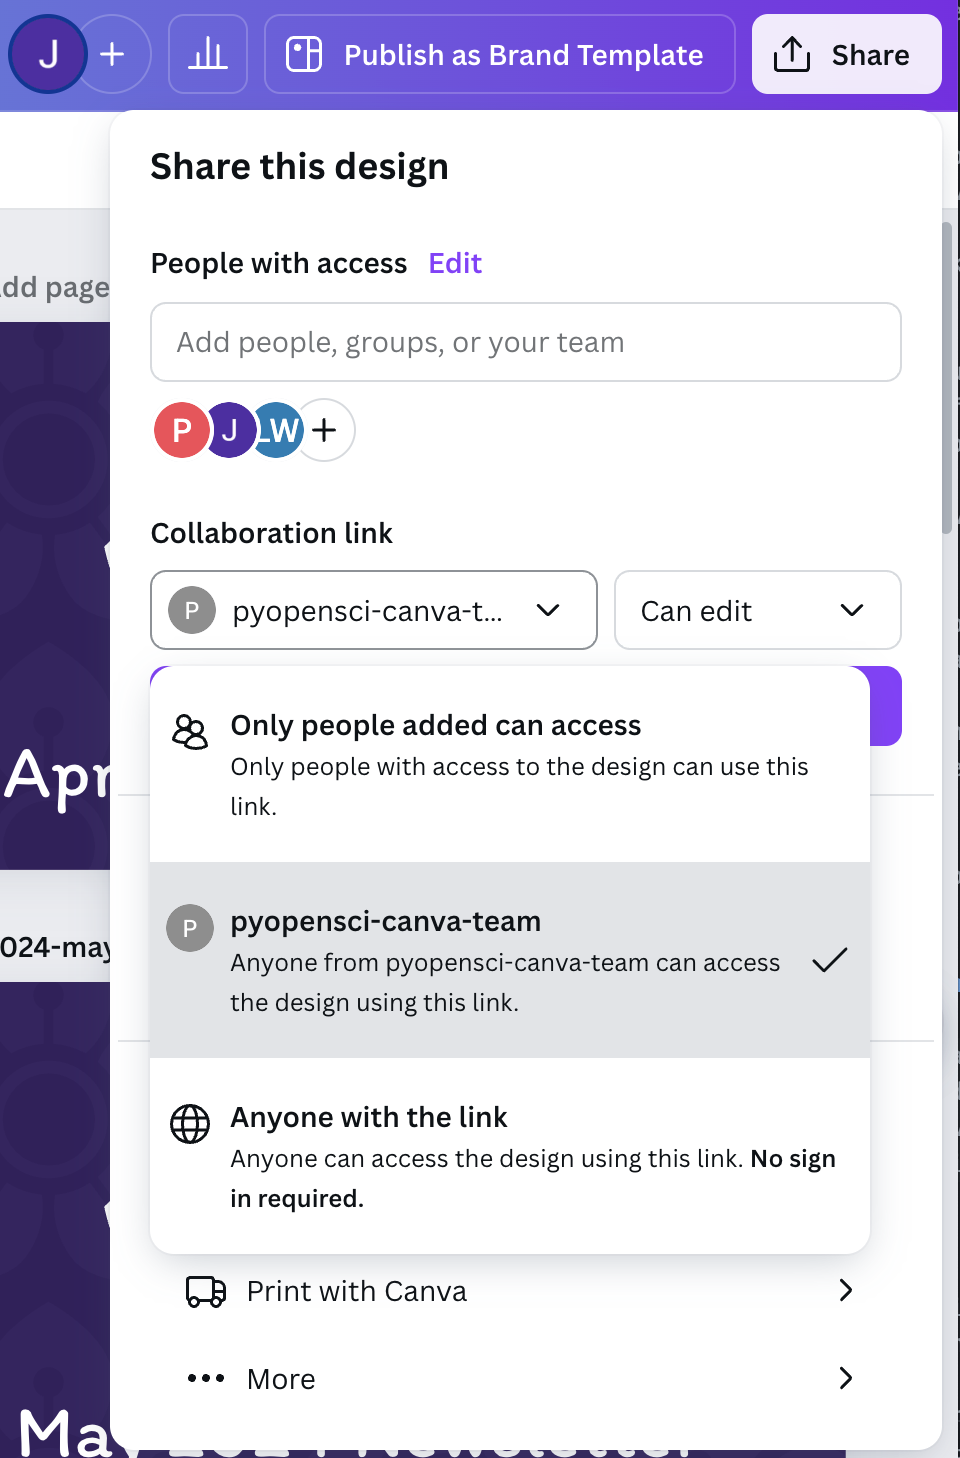 J
Publish as Brand Template
Share
Share this design
People with access Edit
dd page
Add people, groups, or your team
P J LW
Collaboration link
P pyopensci-canva-t...
Can edit
Only people added can access
Only people with access to the design can use this
link.
Apr
P pyopensci-canva-team
024-may
Anyone from pyopensci-canva-team can access
the design using this link.
Anyone with the link
Anyone can access the design using this link. No sign
in required.
Print with Canva
More
May